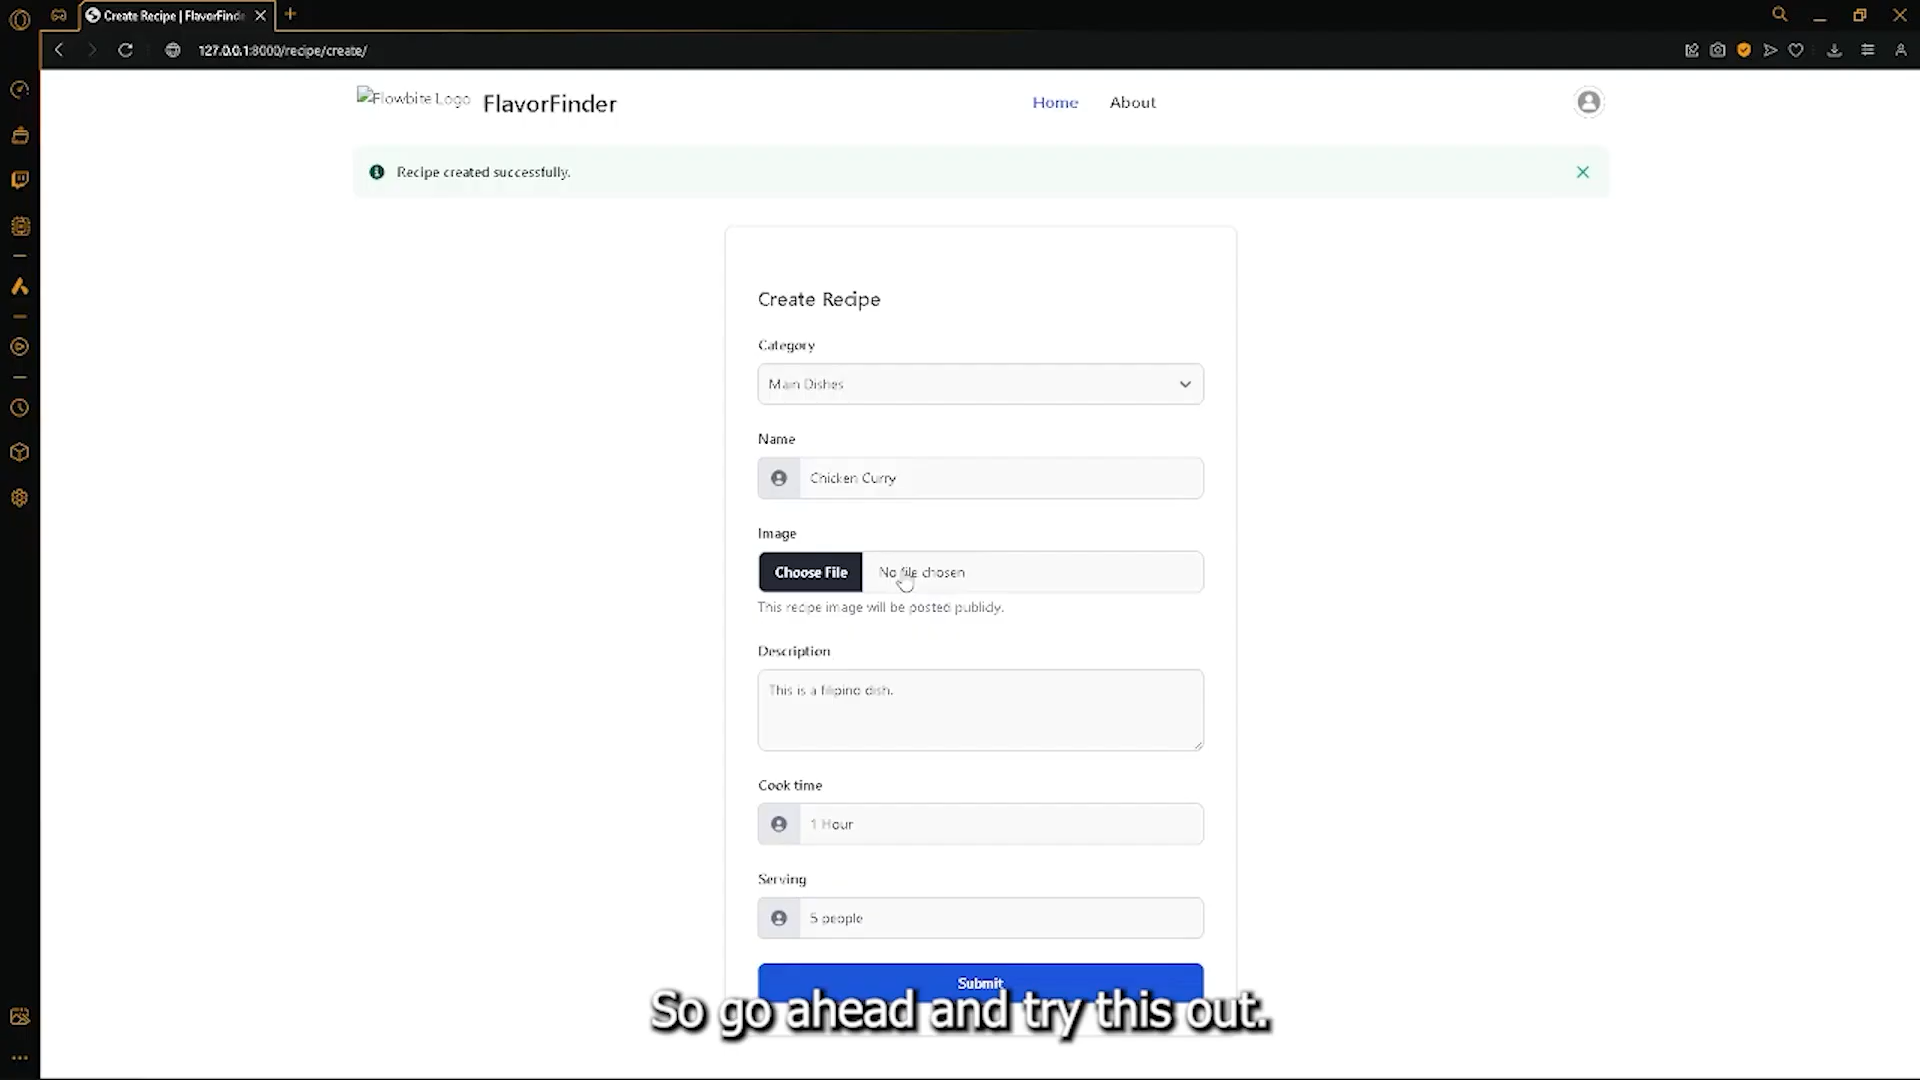 Create Recipe | FlavorFinde
127.0.0.1:8000/recipe/create/
Flowbite Logo
FlavorFinder
Home
About
Recipe created successfully.
Create Recipe
Category
Main Dishes
Name
Chicken Curry
Image
Choose File
No file chosen
This recipe image will be posted publicly.
Description
This is a filipino dish.
Cook time
1 Hour
Serving
5 people
Submit
So go ahead and try this out.